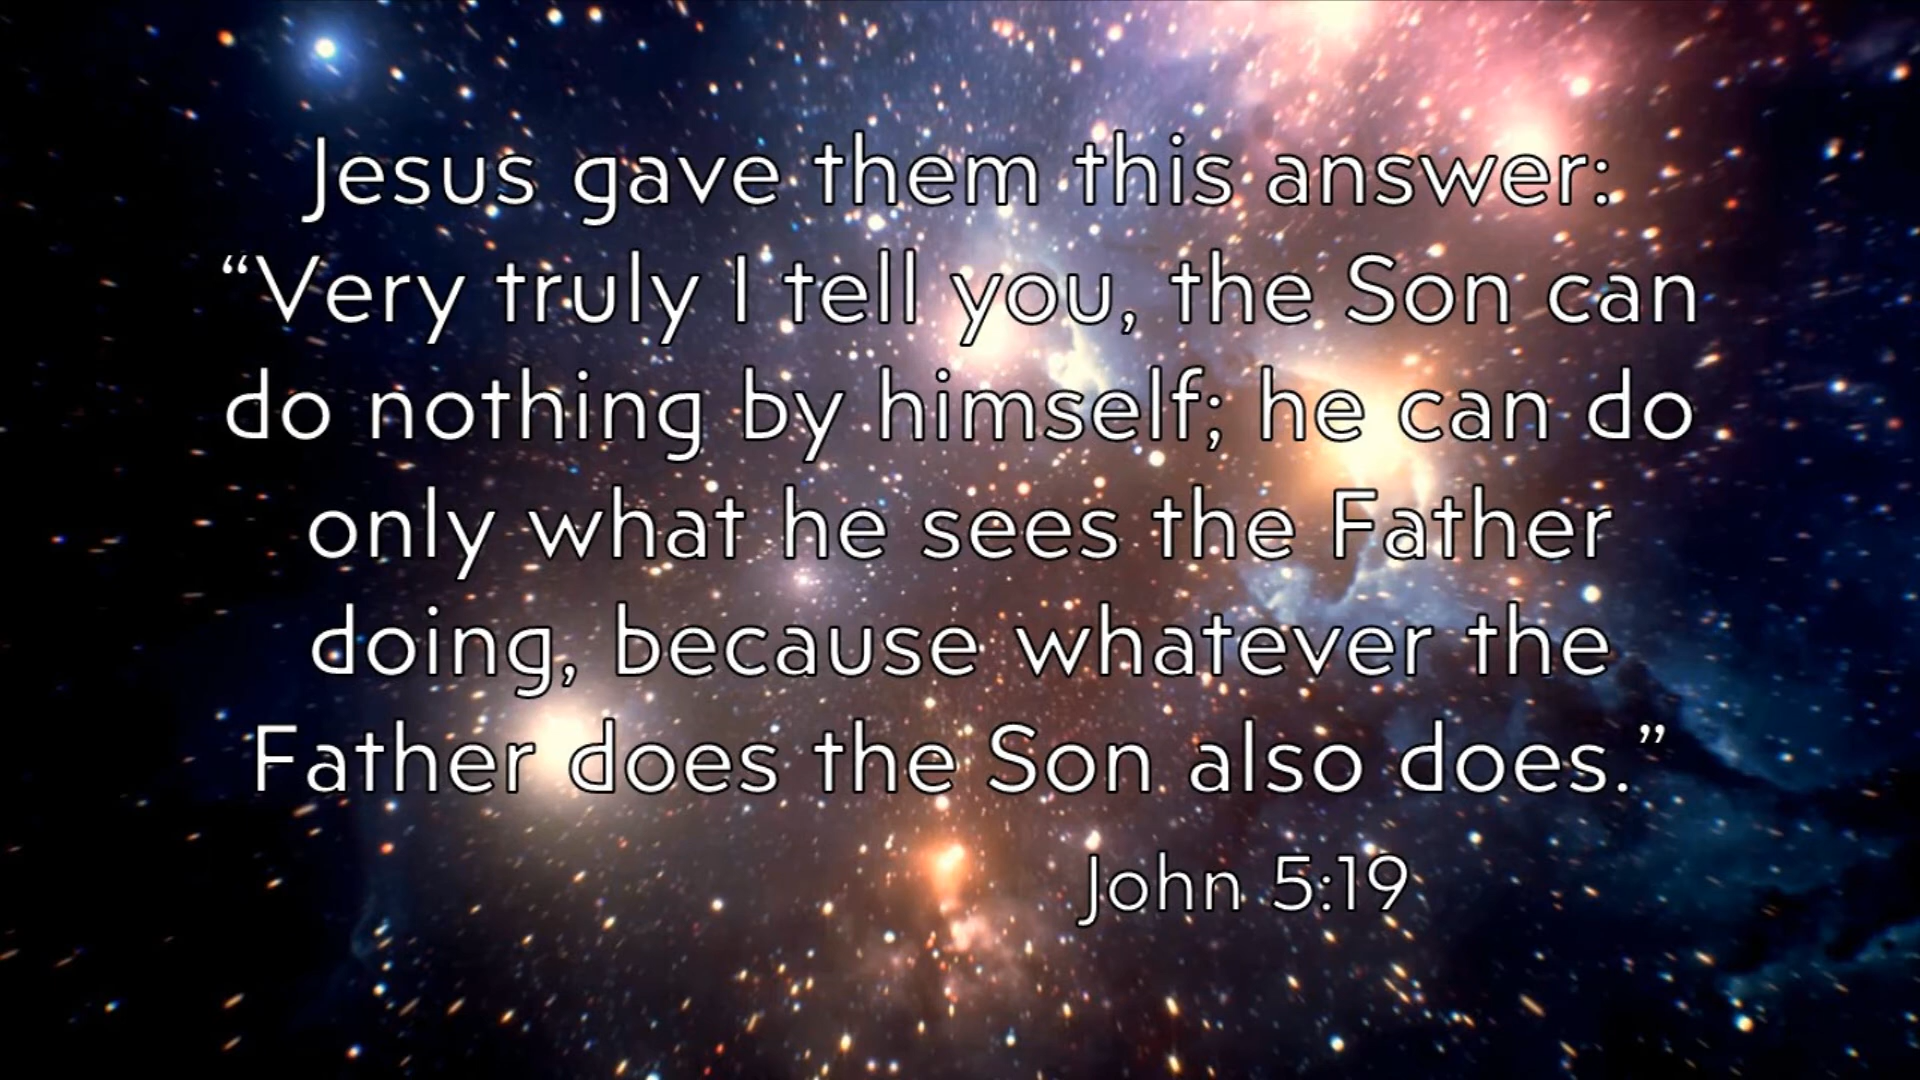 Jesus gave them this answer:
“Very truly I tell you, the Son can
do nothing by himself; he can do
only what he sees the Father
doing, because whatever the
Father does the Son also does.”
John 5:19